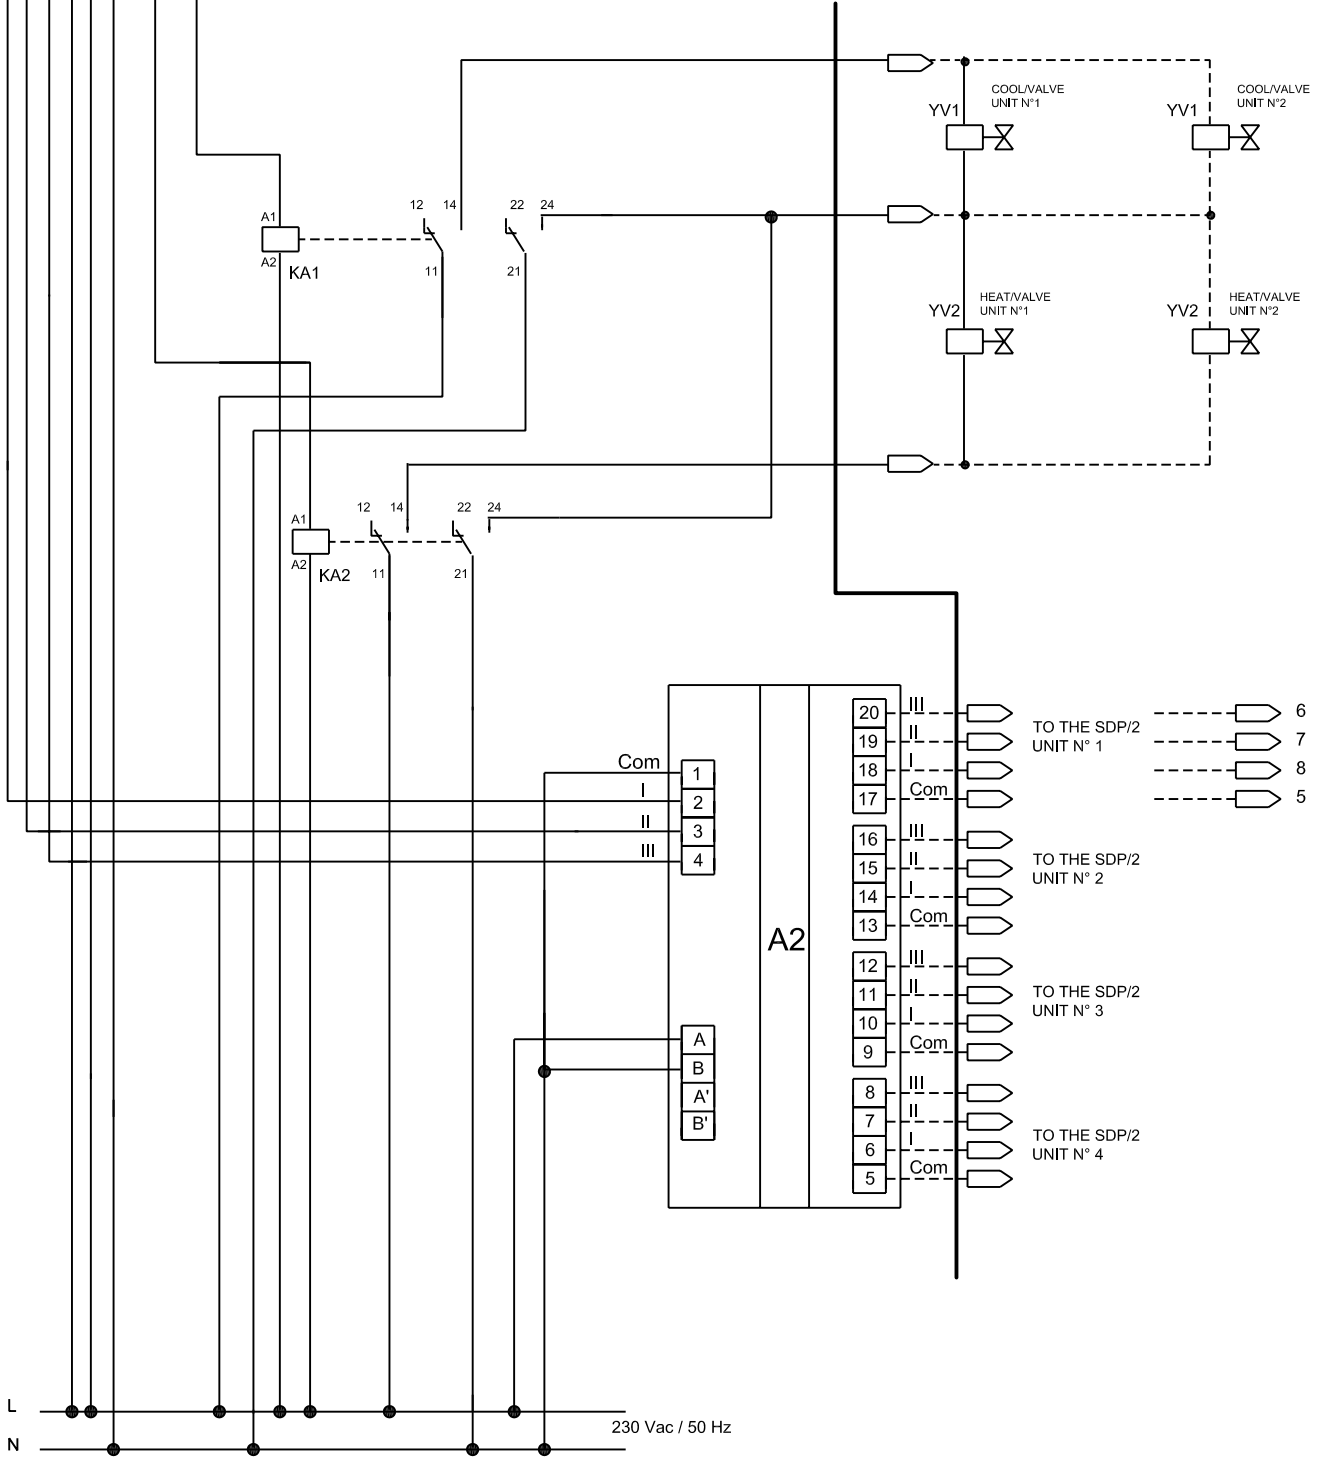 COOL/VALVE
UNIT N°1
YV1
COOL/VALVE
UNIT N°2
YV1
12 14 22 24
A1
A2
KA1
11 21
HEAT/VALVE
UNIT N°1
YV2
HEAT/VALVE
UNIT N°2
YV2
12 14 22 24
A1
A2
KA2
11 21
Com 1
I 2
II 3
III 4
A2
A
B
A'
B'
20 III
19 II
18 I
17 Com
TO THE SDP/2
UNIT N° 1
6
7
8
5
16 III
15 II
14 I
13 Com
TO THE SDP/2
UNIT N° 2
12 III
11 II
10 I
9 Com
TO THE SDP/2
UNIT N° 3
8 III
7 II
6 I
5 Com
TO THE SDP/2
UNIT N° 4
L
N
230 Vac / 50 Hz